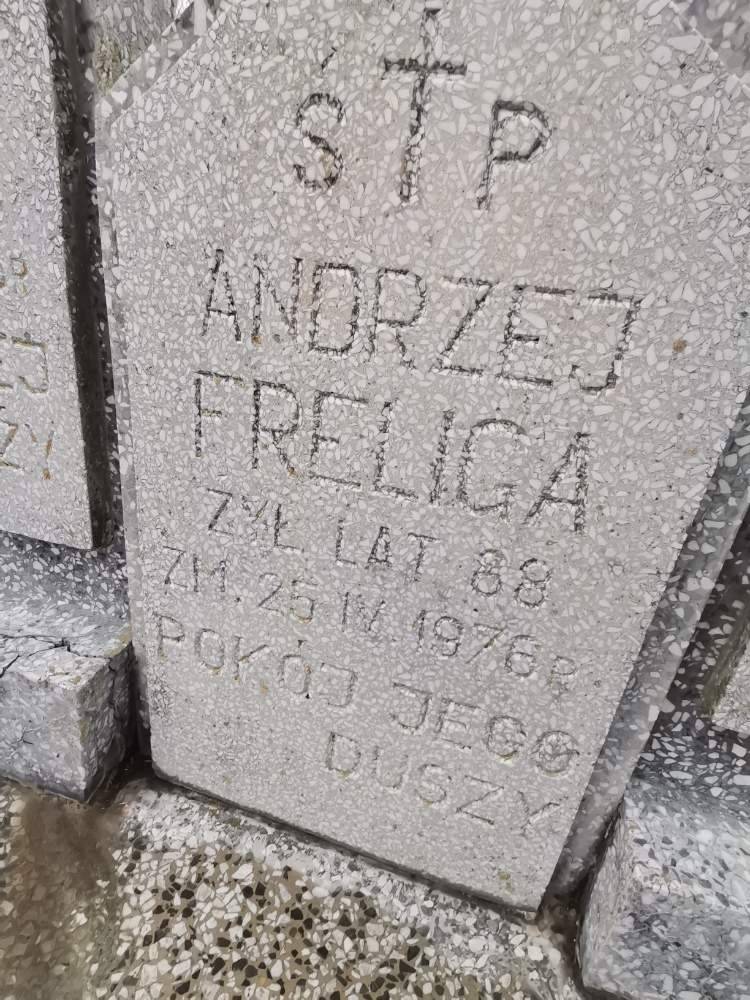 Ś † P
ANDRZEJ
FRELIGA
ŻYŁ LAT 88
ZM. 25 IV. 1976 R.
POKÓJ JEGO
DUSZY